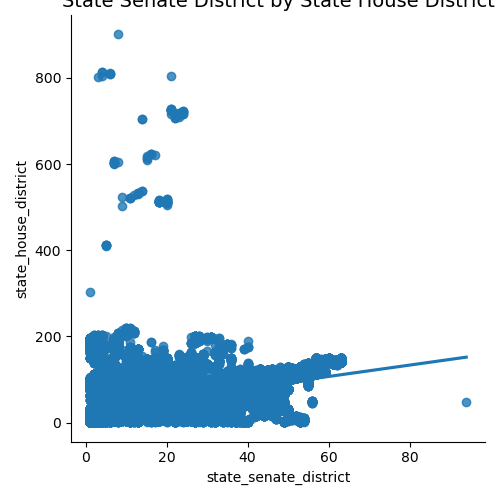 State Senate District by State House District
800
600
400
200
0
state_house_district
0 20 40 60 80
state_senate_district